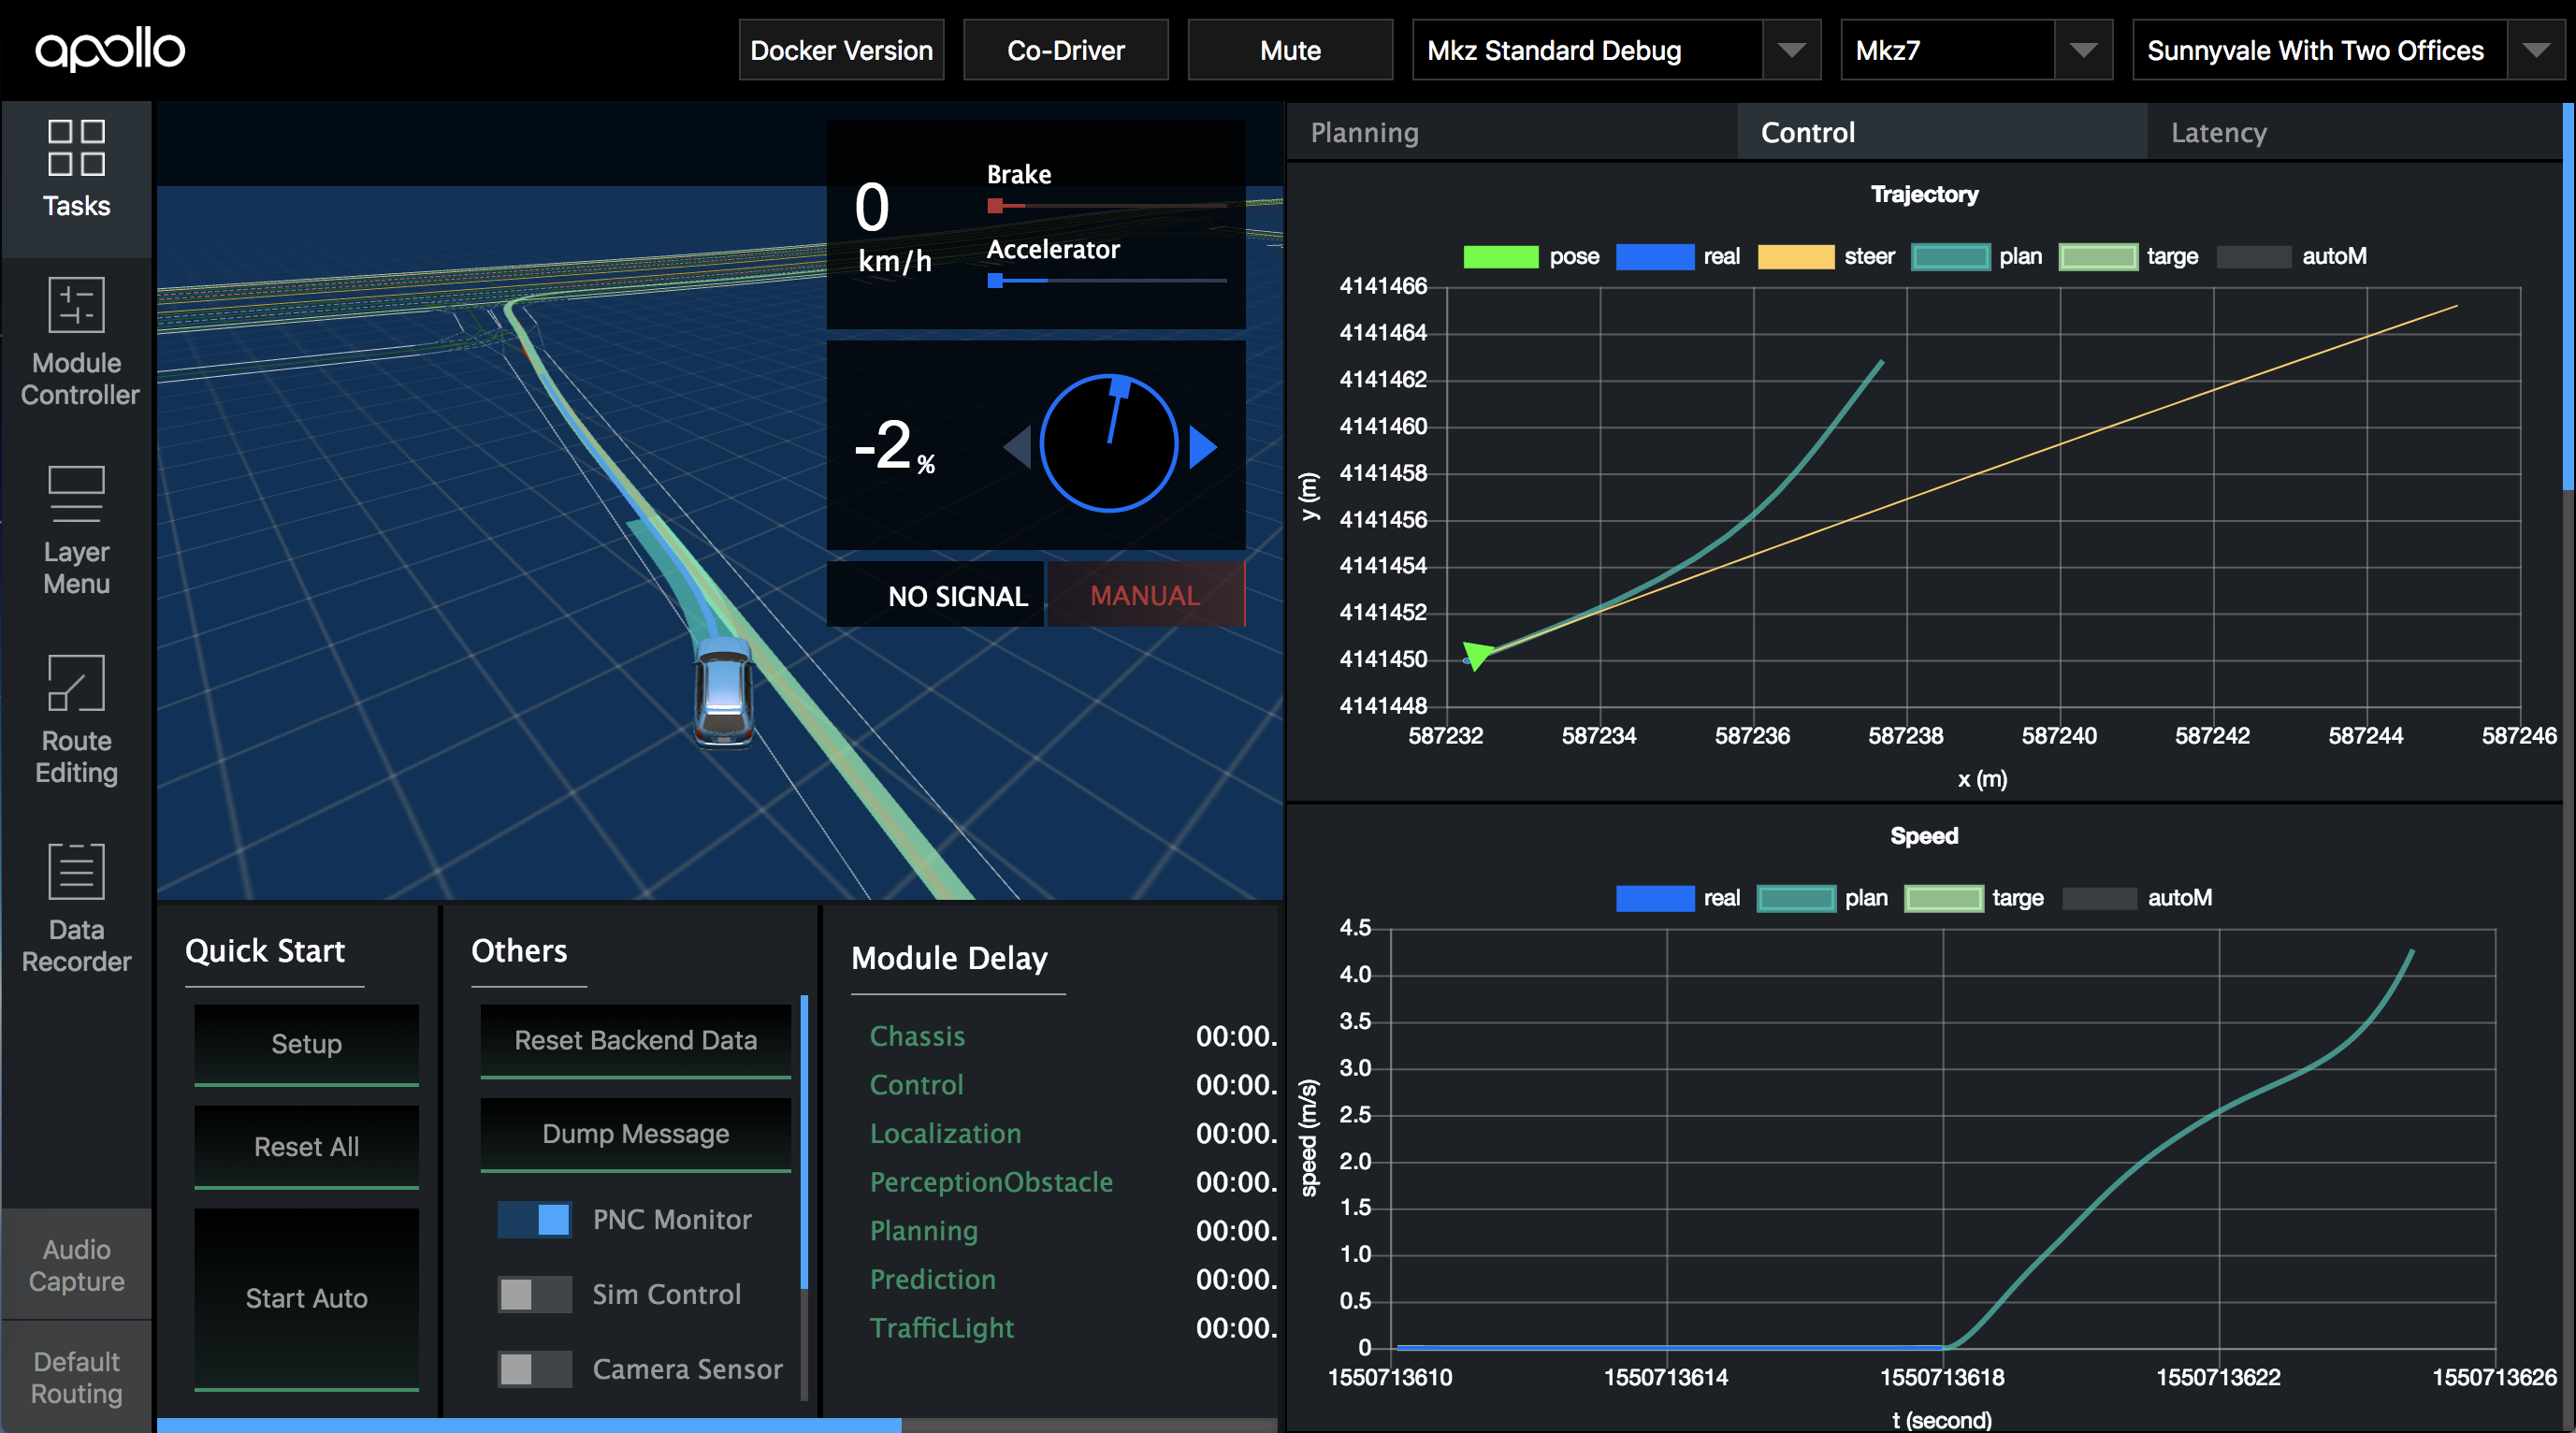 apollo
Docker Version
Co-Driver
Mute
Mkz Standard Debug
Mkz7
Sunnyvale With Two Offices
Tasks
Module
Controller
Layer
Menu
Route
Editing
Data
Recorder
Audio
Capture
Default
Routing
0
km/h
Brake
Accelerator
-2 %
NO SIGNAL
MANUAL
Quick Start
Setup
Reset All
Start Auto
Others
Reset Backend Data
Dump Message
PNC Monitor
Sim Control
Camera Sensor
Module Delay
Chassis 00:00.
Control 00:00.
Localization 00:00.
PerceptionObstacle 00:00.
Planning 00:00.
Prediction 00:00.
TrafficLight 00:00.
Planning
Control
Latency
Trajectory
pose real steer plan targe autoM
4141466
4141464
4141462
4141460
4141458
4141456
4141454
4141452
4141450
4141448
y (m)
587232 587234 587236 587238 587240 587242 587244 587246
x (m)
Speed
real plan targe autoM
4.5
4.0
3.5
3.0
2.5
2.0
1.5
1.0
0.5
0
speed (m/s)
1550713610 1550713614 1550713618 1550713622 1550713626
t (second)